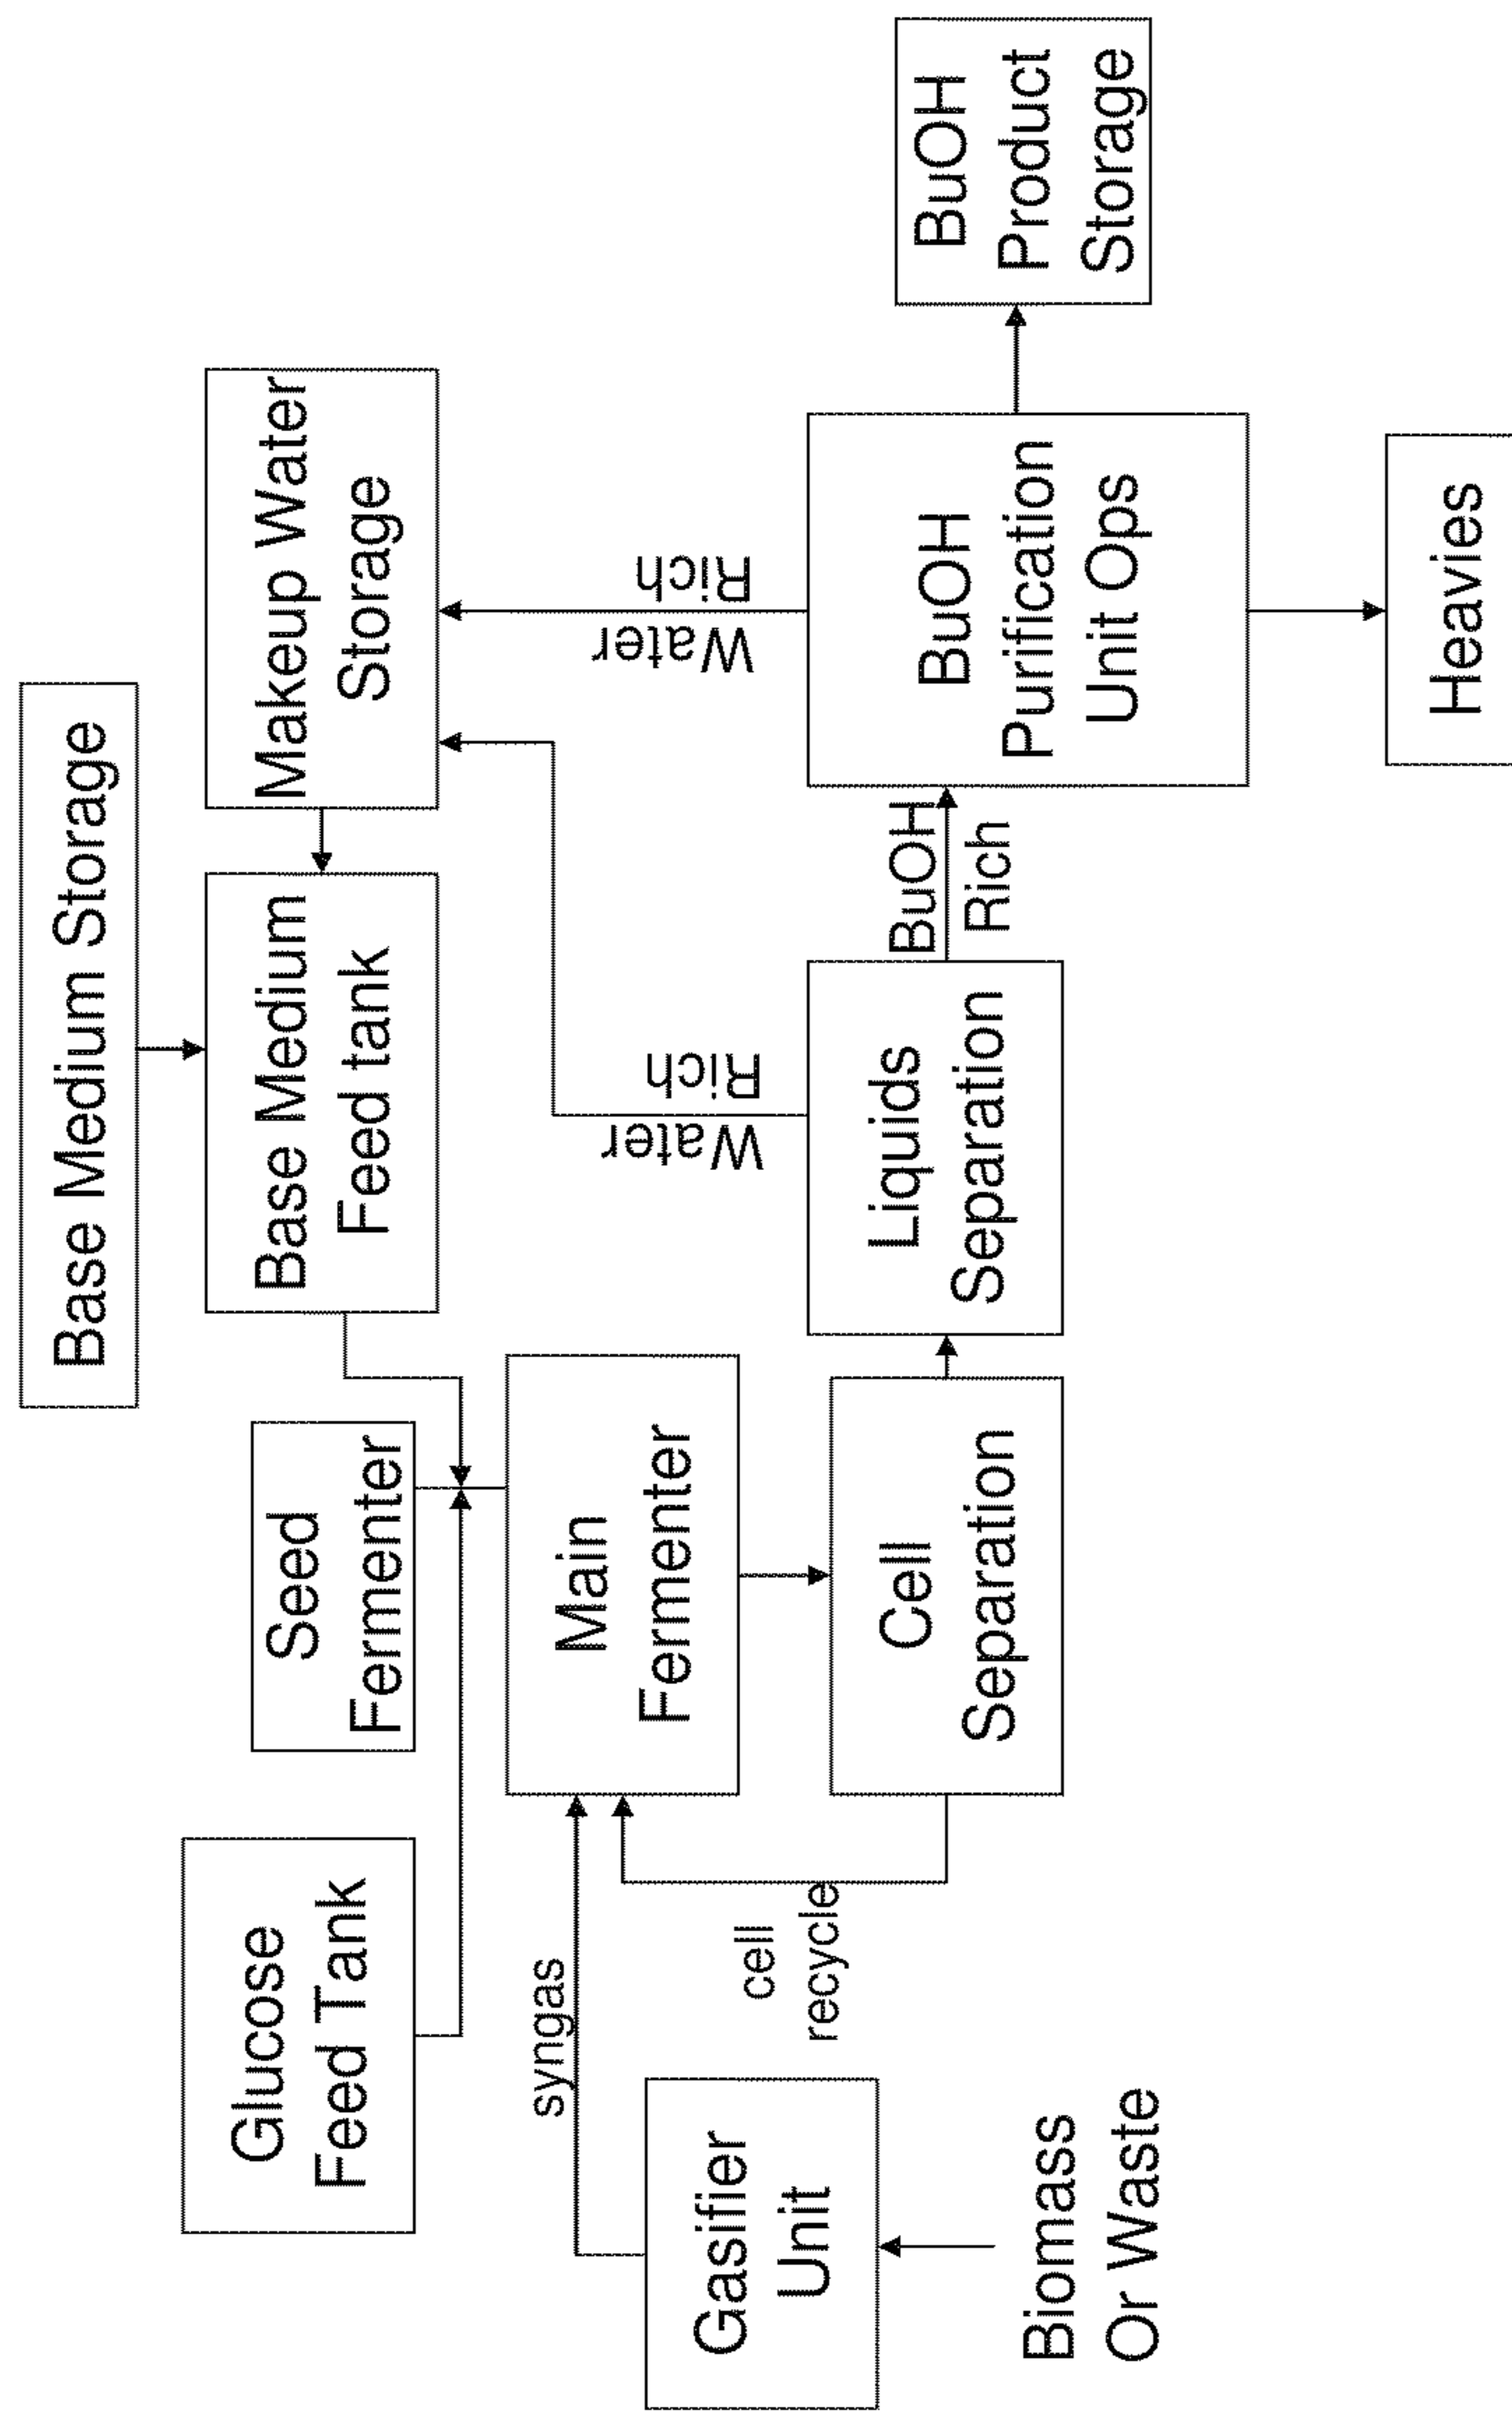 Base Medium Storage
Glucose
Feed Tank
Seed
Fermenter
Base Medium
Feed tank
Makeup Water
Storage
syngas
Main
Fermenter
Water
Rich
Water
Rich
Gasifier
Unit
cell
recycle
Cell
Separation
Liquids
Separation
BuOH
Rich
BuOH
Purification
Unit Ops
BuOH
Product
Storage
Biomass
Or Waste
Heavies